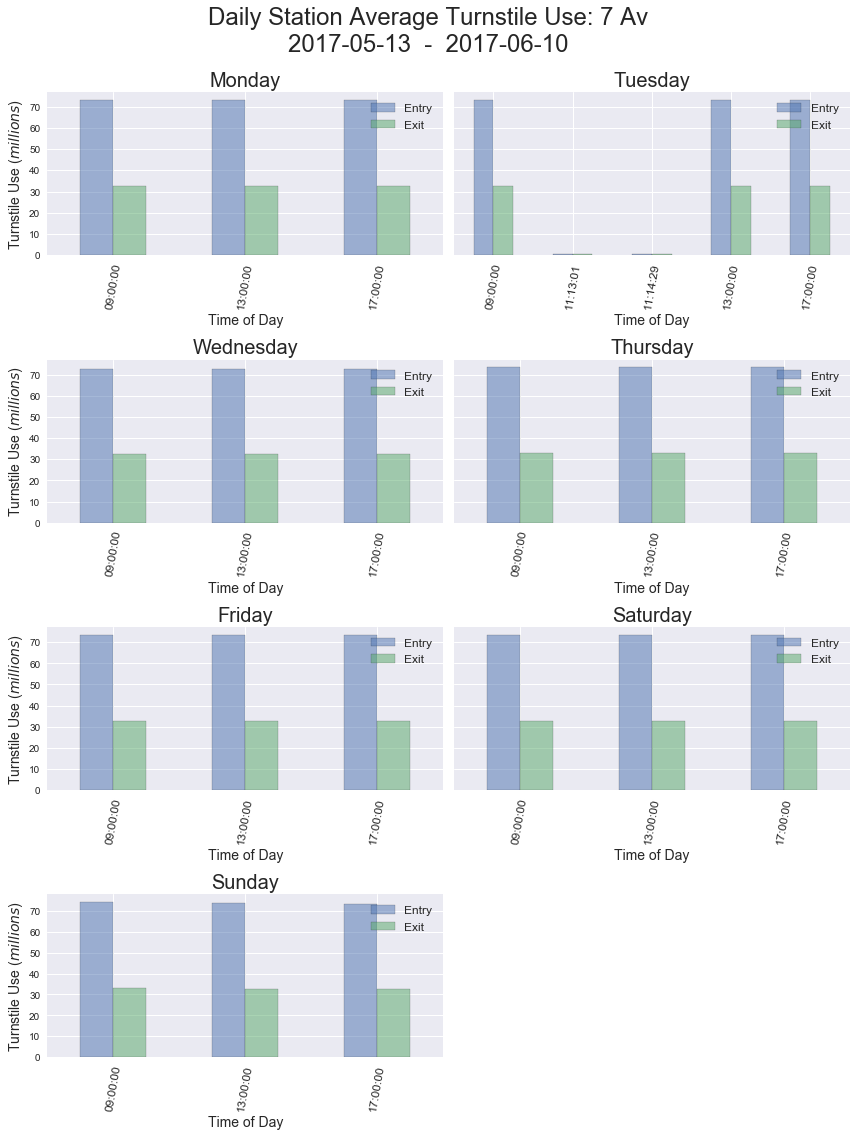 Daily Station Average Turnstile Use: 7 Av
2017-05-13  -  2017-06-10
Monday
Turnstile Use (millions)
70
60
50
40
30
20
10
0
Entry
Exit
09:00:00
13:00:00
17:00:00
Time of Day
Tuesday
Entry
Exit
09:00:00
11:13:01
11:14:29
13:00:00
17:00:00
Time of Day
Wednesday
Turnstile Use (millions)
70
60
50
40
30
20
10
0
Entry
Exit
09:00:00
13:00:00
17:00:00
Time of Day
Thursday
Entry
Exit
09:00:00
13:00:00
17:00:00
Time of Day
Friday
Turnstile Use (millions)
70
60
50
40
30
20
10
0
Entry
Exit
09:00:00
13:00:00
17:00:00
Time of Day
Saturday
Entry
Exit
09:00:00
13:00:00
17:00:00
Time of Day
Sunday
Turnstile Use (millions)
70
60
50
40
30
20
10
0
Entry
Exit
09:00:00
13:00:00
17:00:00
Time of Day